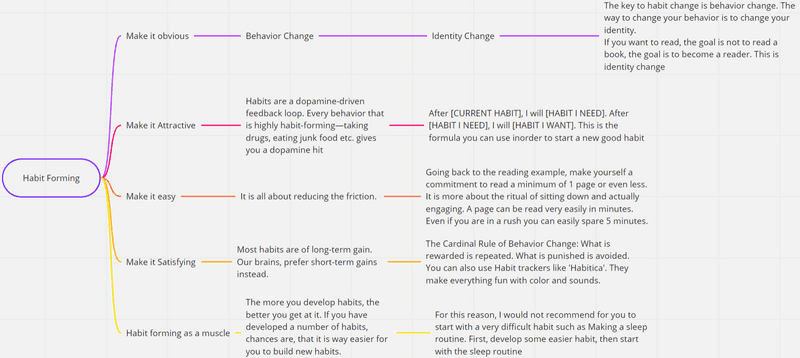 Habit Forming
Make it obvious
Behavior Change
Identity Change
The key to habit change is behavior change. The
way to change your behavior is to change your
identity.
If you want to read, the goal is not to read a
book, the goal is to become a reader. This is
identity change
Make it Attractive
Habits are a dopamine-driven
feedback loop. Every behavior that
is highly habit-forming—taking
drugs, eating junk food etc. gives
you a dopamine hit
After [CURRENT HABIT], I will [HABIT I NEED]. After
[HABIT I NEED], I will [HABIT I WANT]. This is the
formula you can use inorder to start a new good habit
Make it easy
It is all about reducing the friction.
Going back to the reading example, make yourself a
commitment to read a minimum of 1 page or even less.
It is more about the ritual of sitting down and actually
engaging. A page can be read very easily in minutes.
Even if you are in a rush you can easily spare 5 minutes.
Make it Satisfying
Most habits are of long-term gain.
Our brains, prefer short-term gains
instead.
The Cardinal Rule of Behavior Change: What is
rewarded is repeated. What is punished is avoided.
You can also use Habit trackers like 'Habitica'. They
make everything fun with color and sounds.
Habit forming as a muscle
The more you develop habits, the
better you get at it. If you have
developed a number of habits,
chances are, that it is way easier for
you to build new habits.
For this reason, I would not recommend for you to
start with a very difficult habit such as Making a sleep
routine. First, develop some easier habit, then start
with the sleep routine